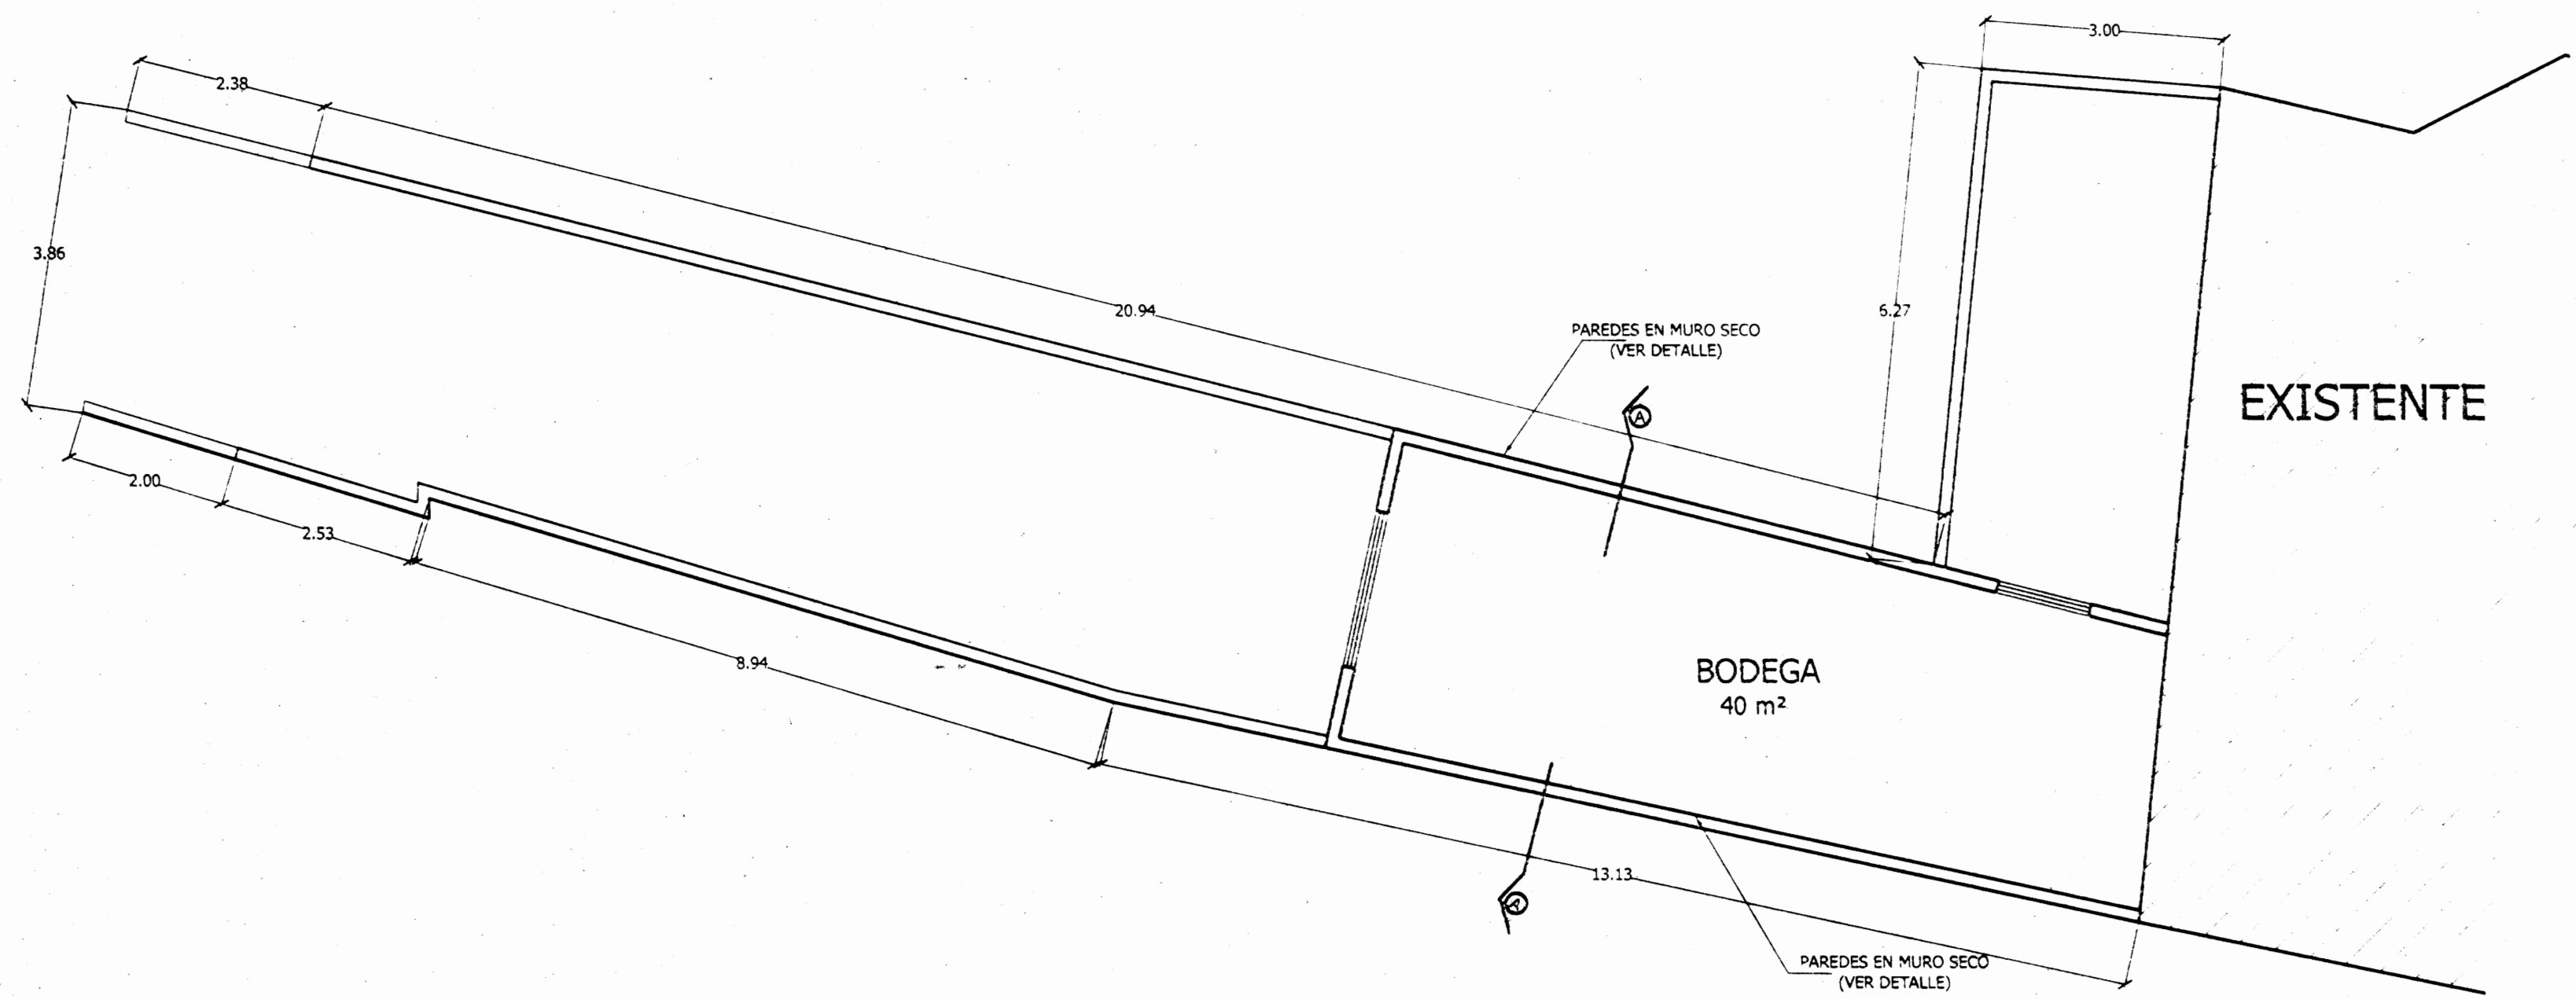 3.00
2.38
3.86
20.94
6.27
PAREDES EN MURO SECO
(VER DETALLE)
A
EXISTENTE
2.00
2.53
8.94
BODEGA
40 m²
13.13
A
PAREDES EN MURO SECO
(VER DETALLE)